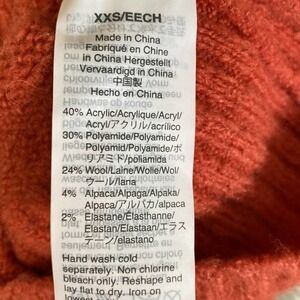 XXS/EECH
Made in China
Fabriqué en Chine
in China Hergestellt
Vervaardigd in China
中国製
Hecho en China
40% Acrylic/Acrylique/Acryl/
Acryl/アクリル/acrílico
30% Polyamide/Polyamide/
Polyamid/Polyamide/ポ
リアミド/poliamida
24% Wool/Laine/Wolle/Wol/
ウール/lana
4% Alpaca/Alpaga/Alpaka/
Alpaca/アルパカ/alpaca
2% Elastane/Élasthanne/
Elastan/Elastaan/エラス
テーン/elastano
Hand wash cold
separately. Non chlorine
bleach only. Reshape and
lay flat to dry. Iron on
lowest